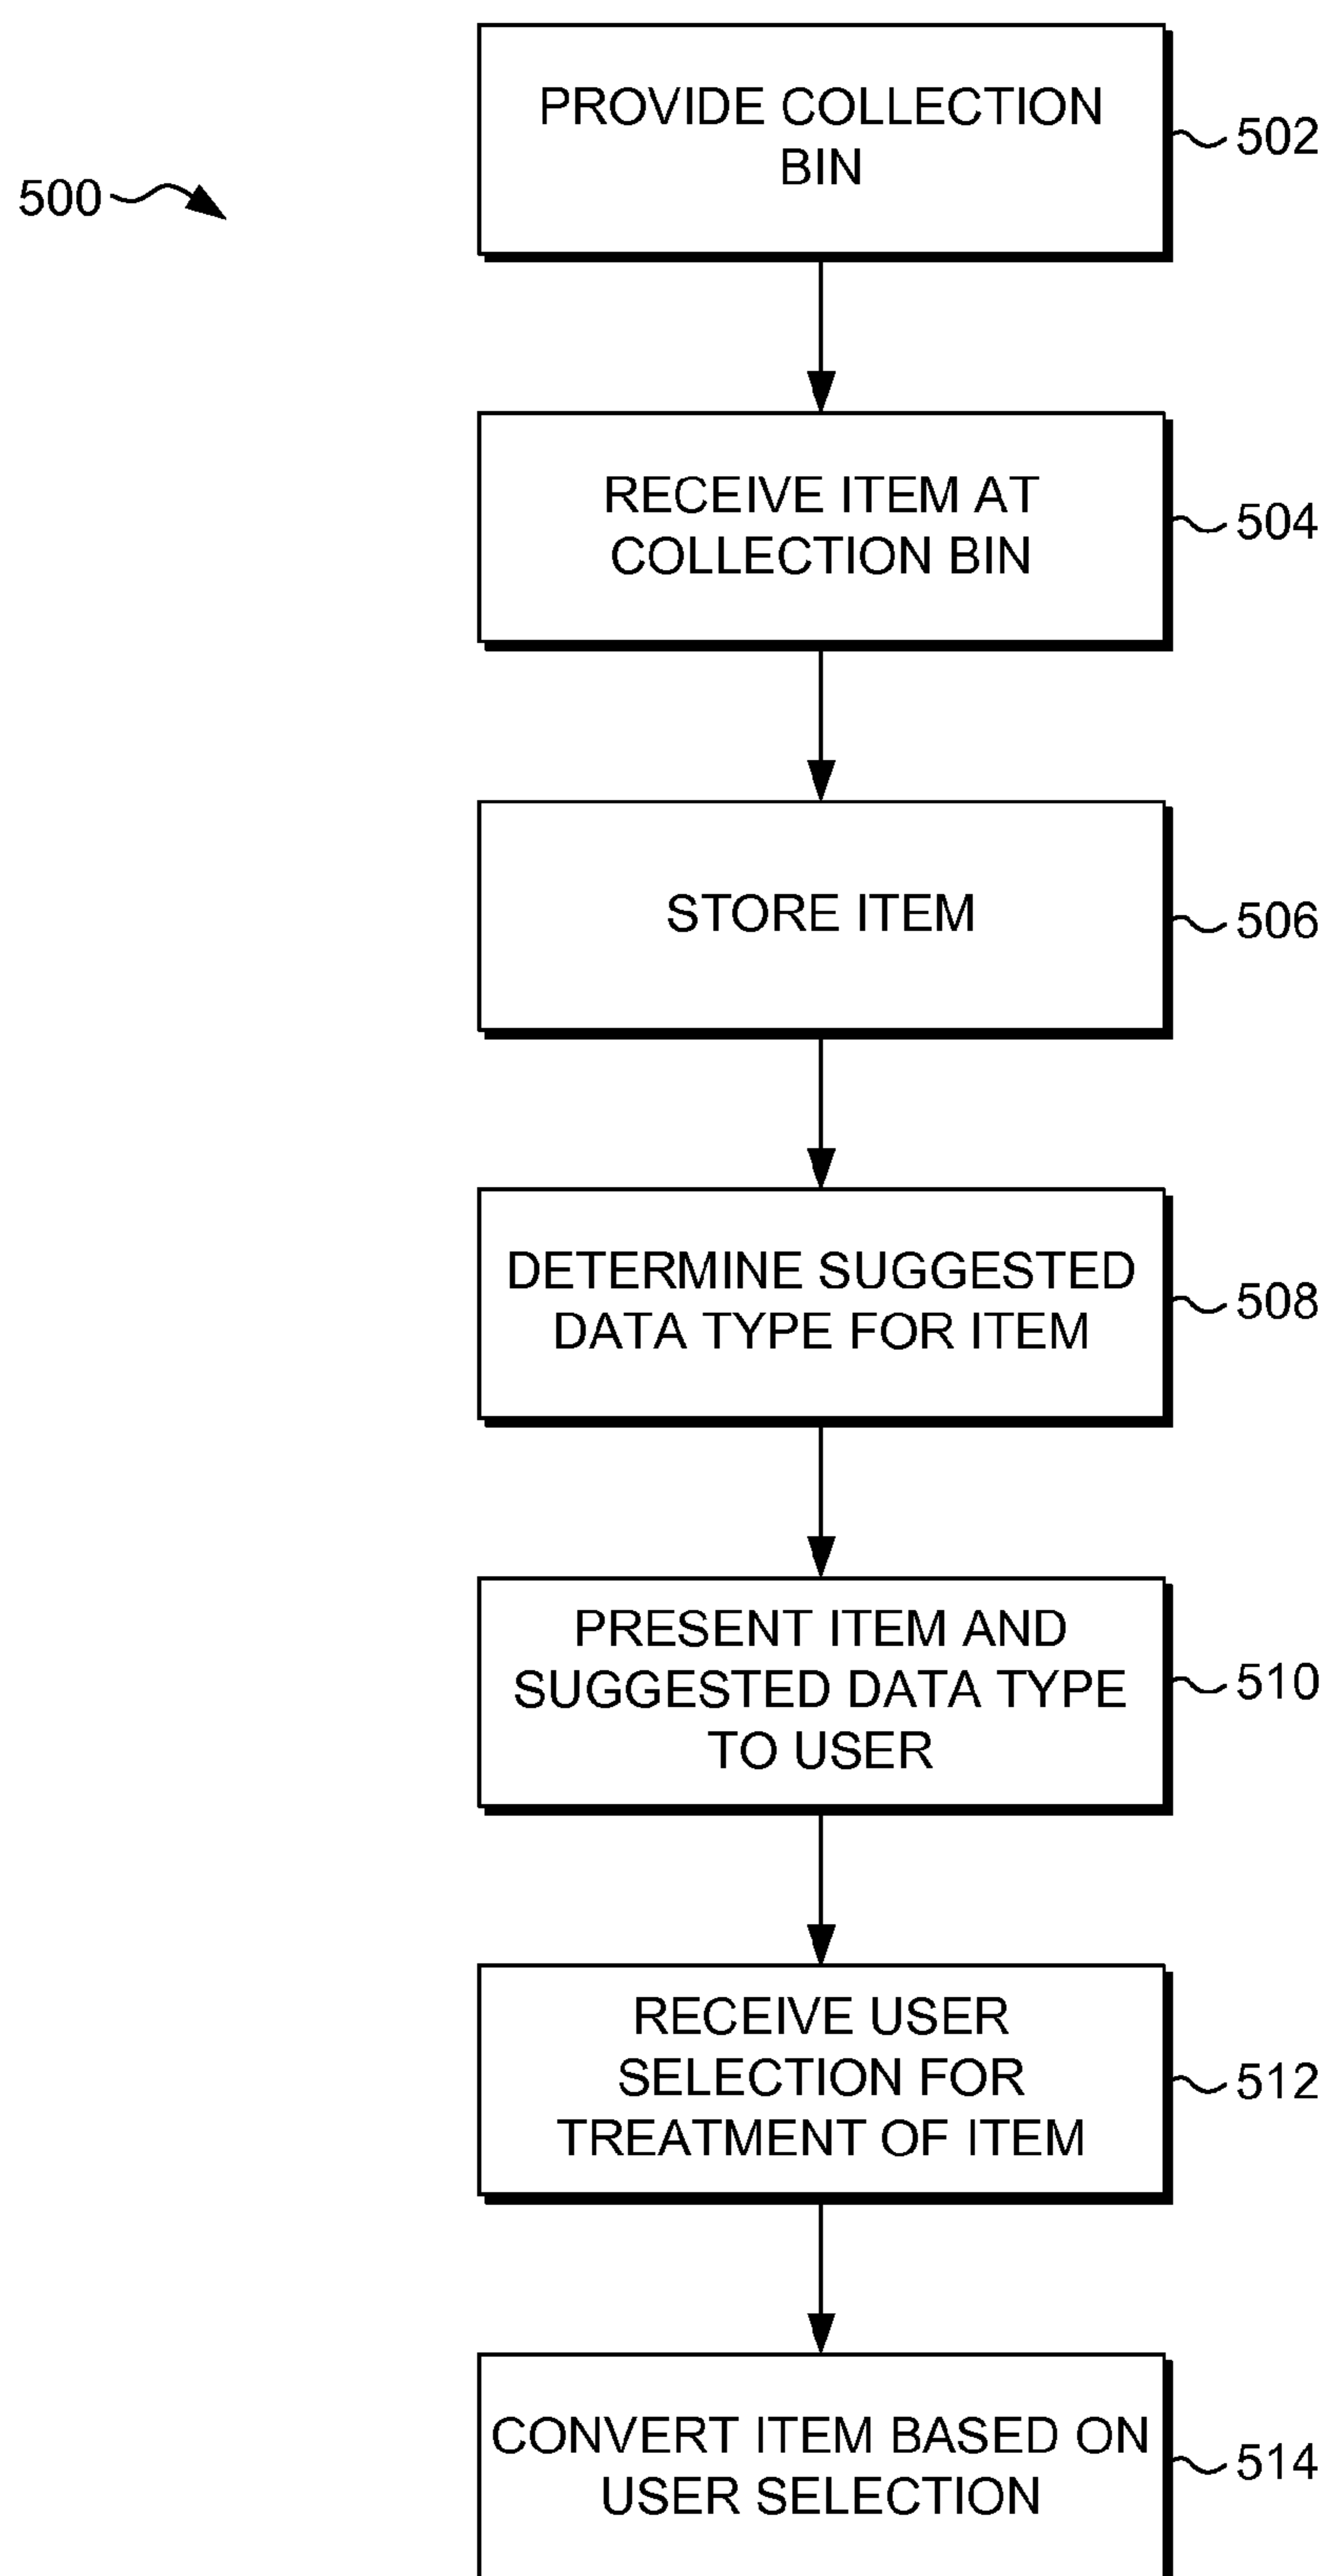 PROVIDE COLLECTION
BIN
502
500
RECEIVE ITEM AT
COLLECTION BIN
504
STORE ITEM
506
DETERMINE SUGGESTED
DATA TYPE FOR ITEM
508
PRESENT ITEM AND
SUGGESTED DATA TYPE
TO USER
510
RECEIVE USER
SELECTION FOR
TREATMENT OF ITEM
512
CONVERT ITEM BASED ON
USER SELECTION
514